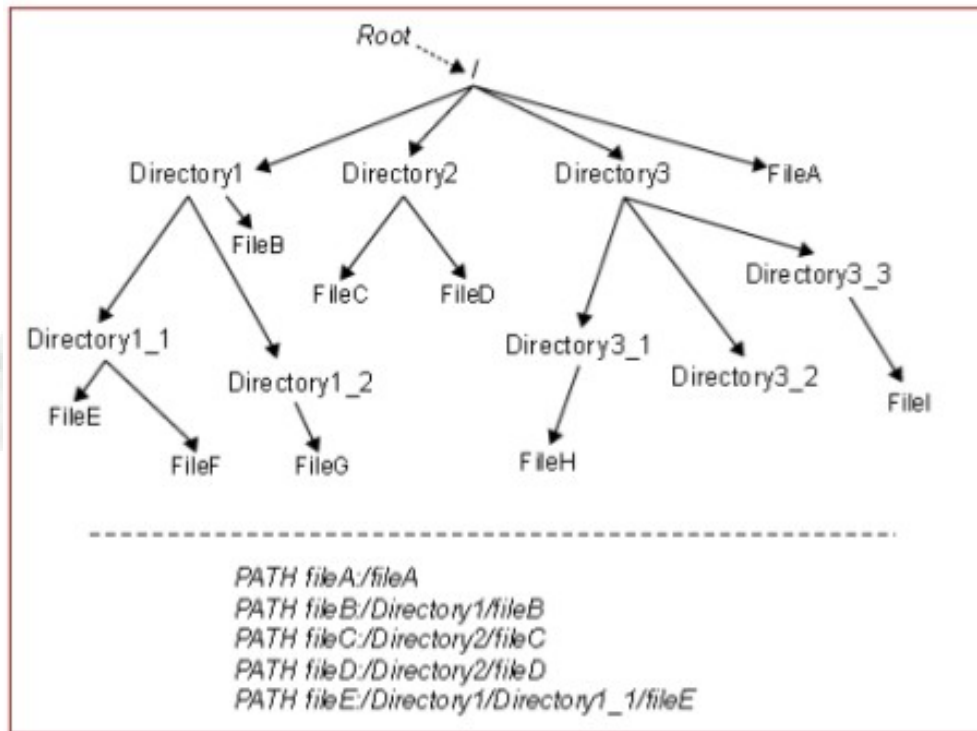 Root
/
Directory1 Directory2 Directory3 FileA
FileB
FileC FileD Directory3_3
Directory1_1 Directory3_1
Directory1_2 Directory3_2
FileE FileI
FileF FileG FileH
PATH fileA:/fileA
PATH fileB:/Directory1/fileB
PATH fileC:/Directory2/fileC
PATH fileD:/Directory2/fileD
PATH fileE:/Directory1/Directory1_1/fileE